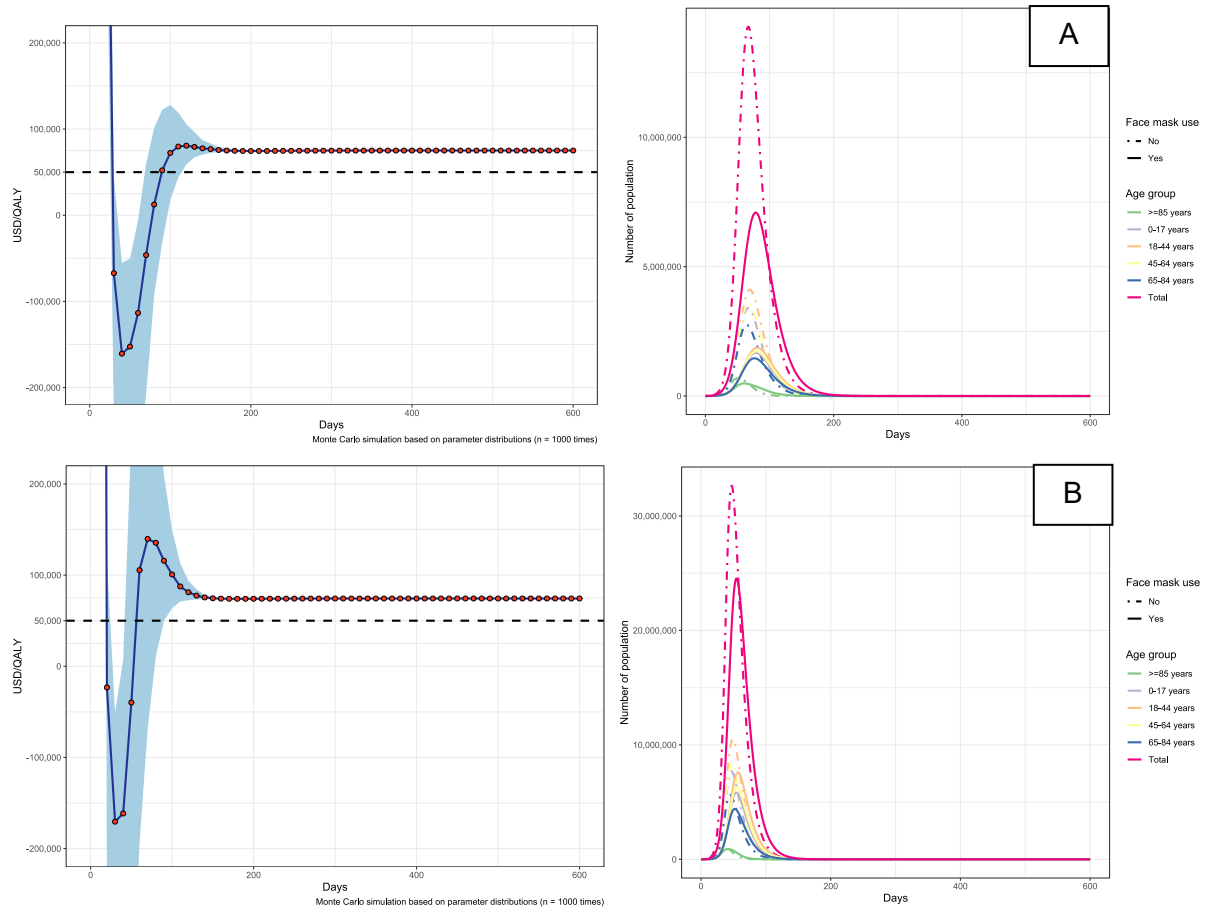 200,000
100,000
50,000
0
−100,000
−200,000
USD/QALY
0
200
400
600
Days
Monte Carlo simulation based on parameter distributions (n = 1000 times)
A
10,000,000
5,000,000
0
Number of population
0
200
400
600
Days
Face mask use
No
Yes
Age group
>=85 years
0-17 years
18-44 years
45-64 years
65-84 years
Total
200,000
100,000
50,000
0
−100,000
−200,000
USD/QALY
0
200
400
600
Days
Monte Carlo simulation based on parameter distributions (n = 1000 times)
B
30,000,000
20,000,000
10,000,000
0
Number of population
0
200
400
600
Days
Face mask use
No
Yes
Age group
>=85 years
0-17 years
18-44 years
45-64 years
65-84 years
Total